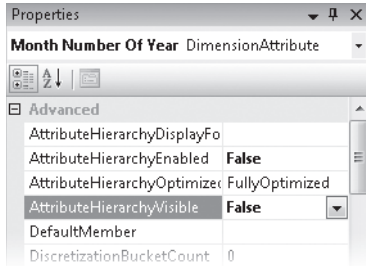 Properties
Month Number Of Year DimensionAttribute
Advanced
AttributeHierarchyDisplayFo
AttributeHierarchyEnabled False
AttributeHierarchyOptimizec FullyOptimized
AttributeHierarchyVisible False
DefaultMember
DiscretizationBucketCount 0